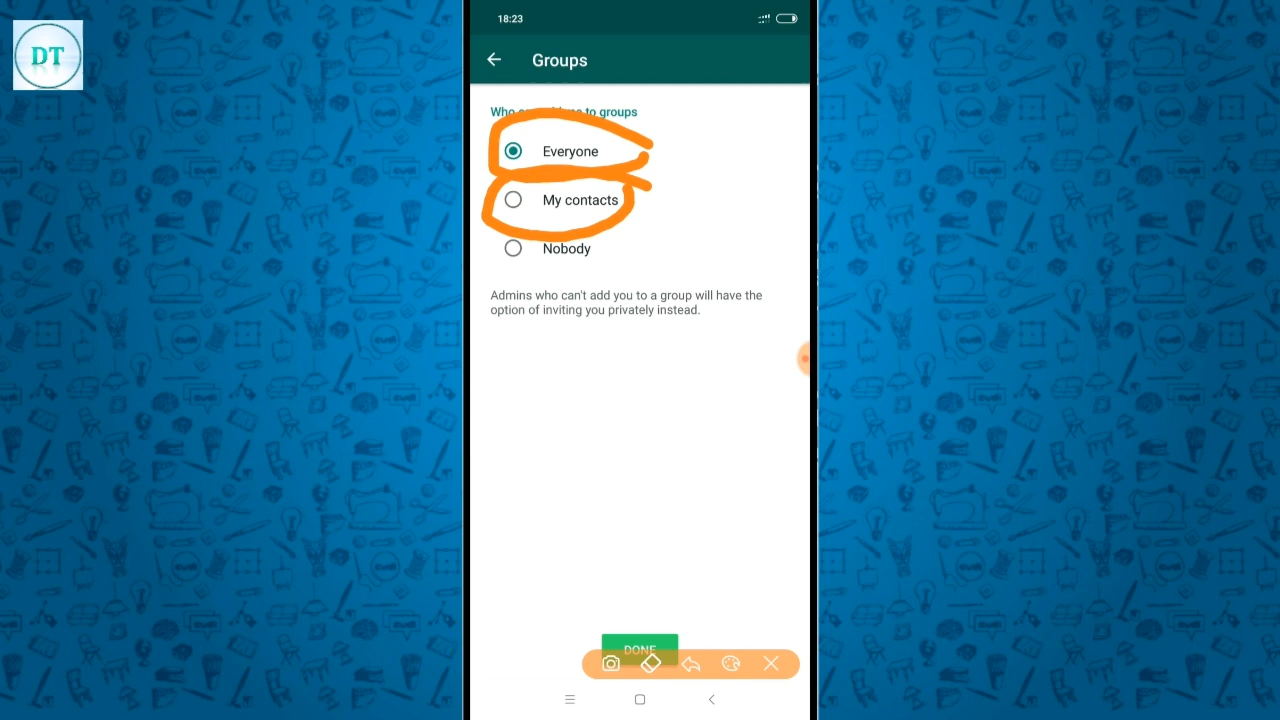 DT
18:23
Groups
Who to groups
Everyone
My contacts
Nobody
Admins who can't add you to a group will have the
option of inviting you privately instead.
DONE